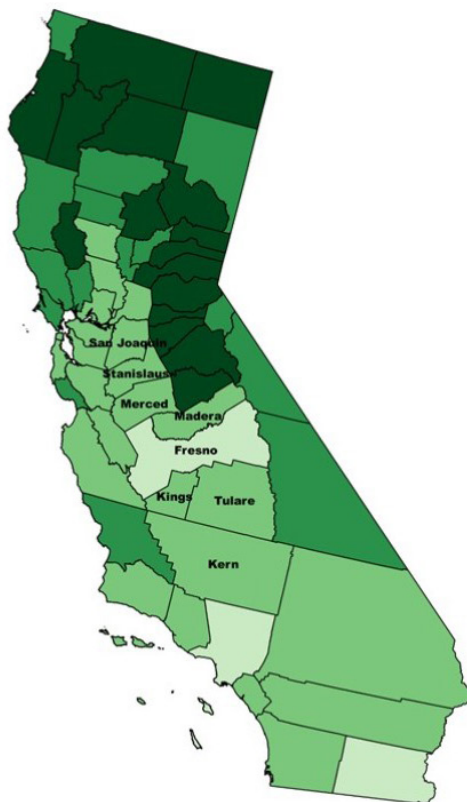 San Joaquin
Stanislaus
Merced
Madera
Fresno
Kings
Tulare
Kern